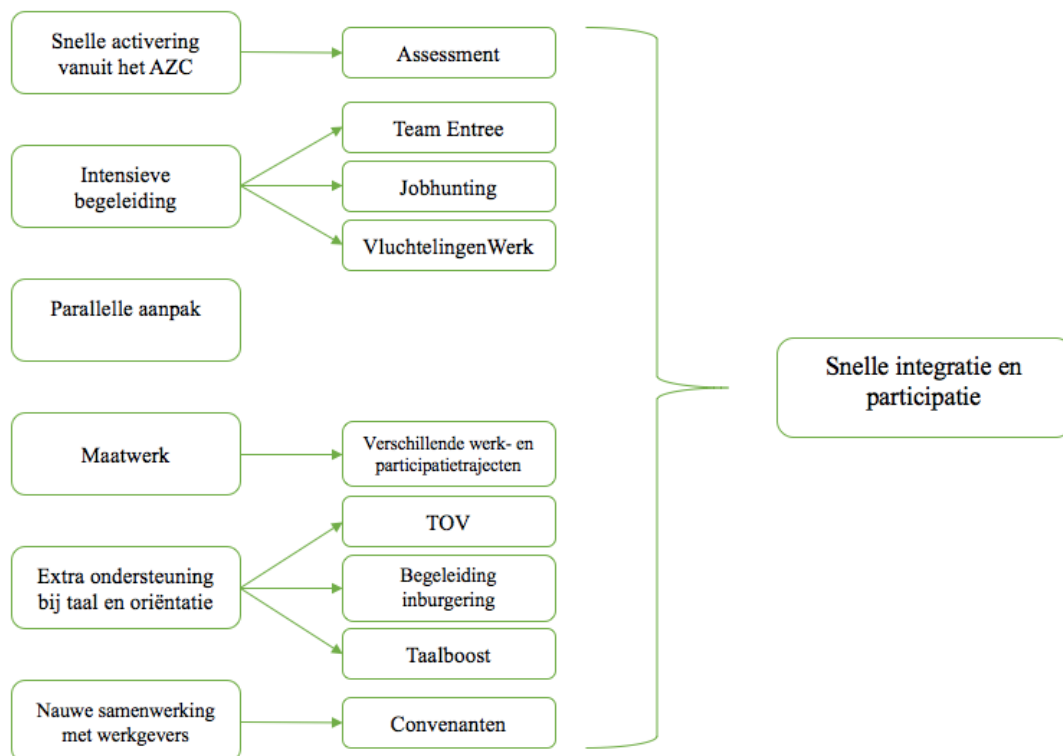 Snelle activering
vanuit het AZC
Assessment
Intensieve
begeleiding
Team Entree
Jobhunting
VluchtelingenWerk
Parallelle aanpak
Snelle integratie en
participatie
Maatwerk
Verschillende werk- en
participatietrajecten
Extra ondersteuning
bij taal en oriëntatie
TOV
Begeleiding
inburgering
Taalboost
Nauwe samenwerking
met werkgevers
Convenanten